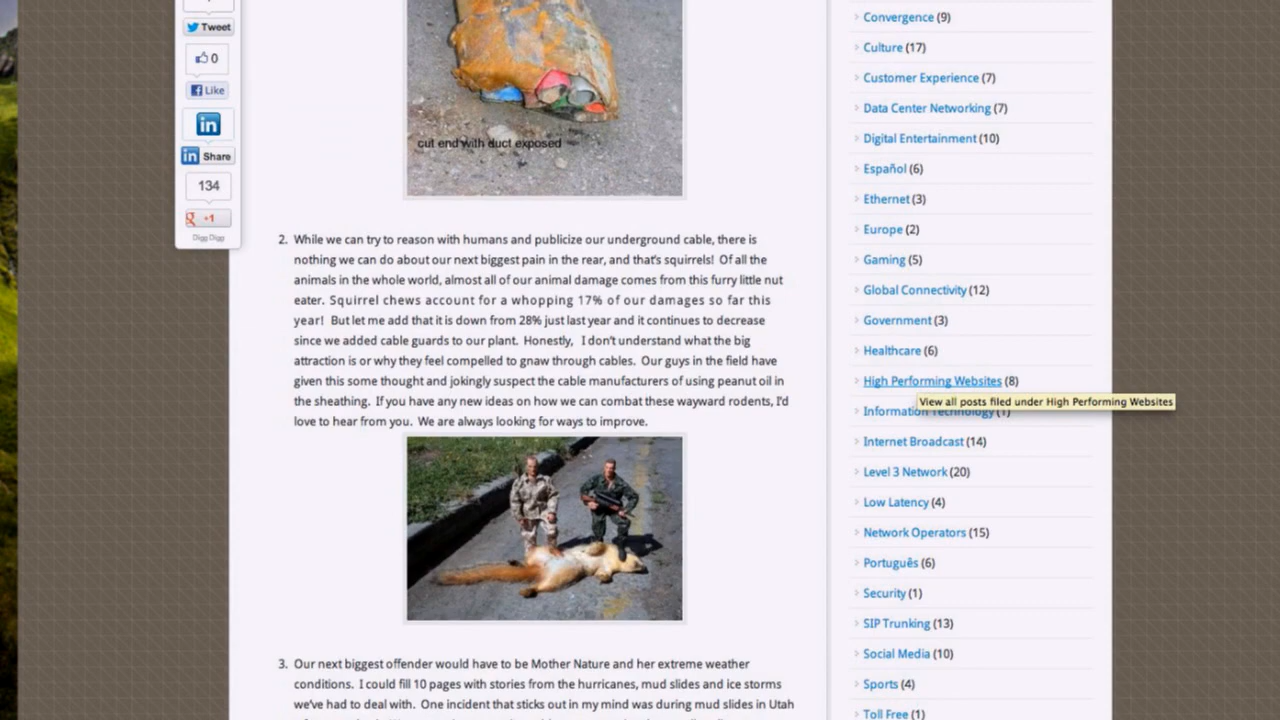 Tweet
0
Like
in
in Share
134
+1
Digg Digg
cut end with duct exposed
2. While we can try to reason with humans and publicize our underground cable, there is
nothing we can do about our next biggest pain in the rear, and that's squirrels! Of all the
animals in the whole world, almost all of our animal damage comes from this furry little nut
eater. Squirrel chews account for a whopping 17% of our damages so far this
year! But let me add that it is down from 28% just last year and it continues to decrease
since we added cable guards to our plant. Honestly, I don't understand what the big
attraction is or why they feel compelled to gnaw through cables. Our guys in the field have
given this some thought and jokingly suspect the cable manufacturers of using peanut oil in
the sheathing. If you have any new ideas on how we can combat these wayward rodents, I'd
love to hear from you. We are always looking for ways to improve.
3. Our next biggest offender would have to be Mother Nature and her extreme weather
conditions. I could fill 10 pages with stories from the hurricanes, mud slides and ice storms
we've had to deal with. One incident that sticks out in my mind was during mud slides in Utah
Convergence (9)
Culture (17)
Customer Experience (7)
Data Center Networking (7)
Digital Entertainment (10)
Español (6)
Ethernet (3)
Europe (2)
Gaming (5)
Global Connectivity (12)
Government (3)
Healthcare (6)
High Performing Websites (8)
View all posts filed under High Performing Websites
Information Technology (1)
Internet Broadcast (14)
Level 3 Network (20)
Low Latency (4)
Network Operators (15)
Português (6)
Security (1)
SIP Trunking (13)
Social Media (10)
Sports (4)
Toll Free (1)